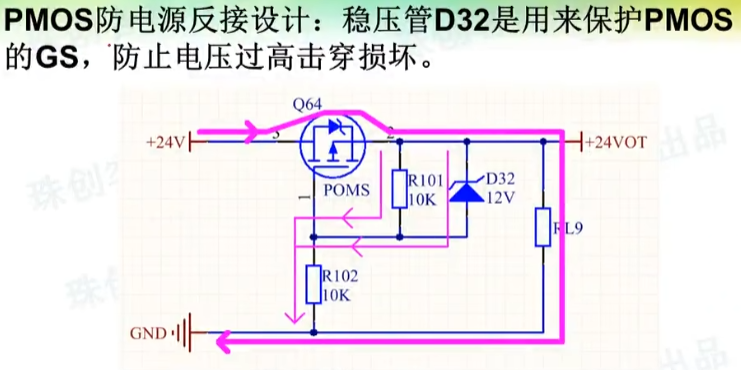 PMOS防电源反接设计：稳压管D32是用来保护PMOS
的GS，防止电压过高击穿损坏。
Q64
+24V
3
2
+24VOT
R101
10K
D32
12V
POMS
1
RL9
R102
10K
GND
出品
出品